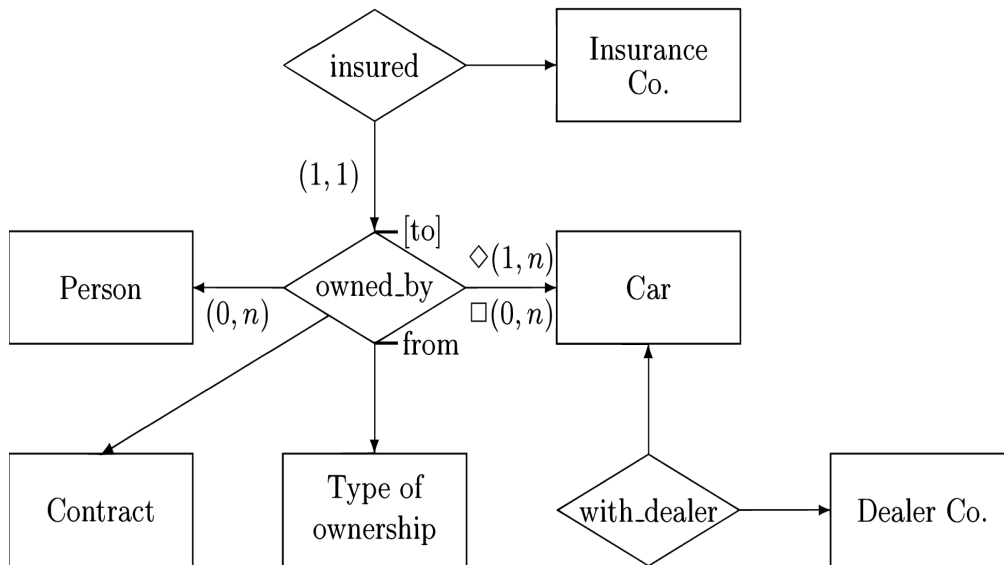 insured
Insurance
Co.
(1, 1)
[to]
◇(1, n)
Person
owned_by
Car
(0, n)
□(0, n)
from
Contract
Type of
ownership
with_dealer
Dealer Co.